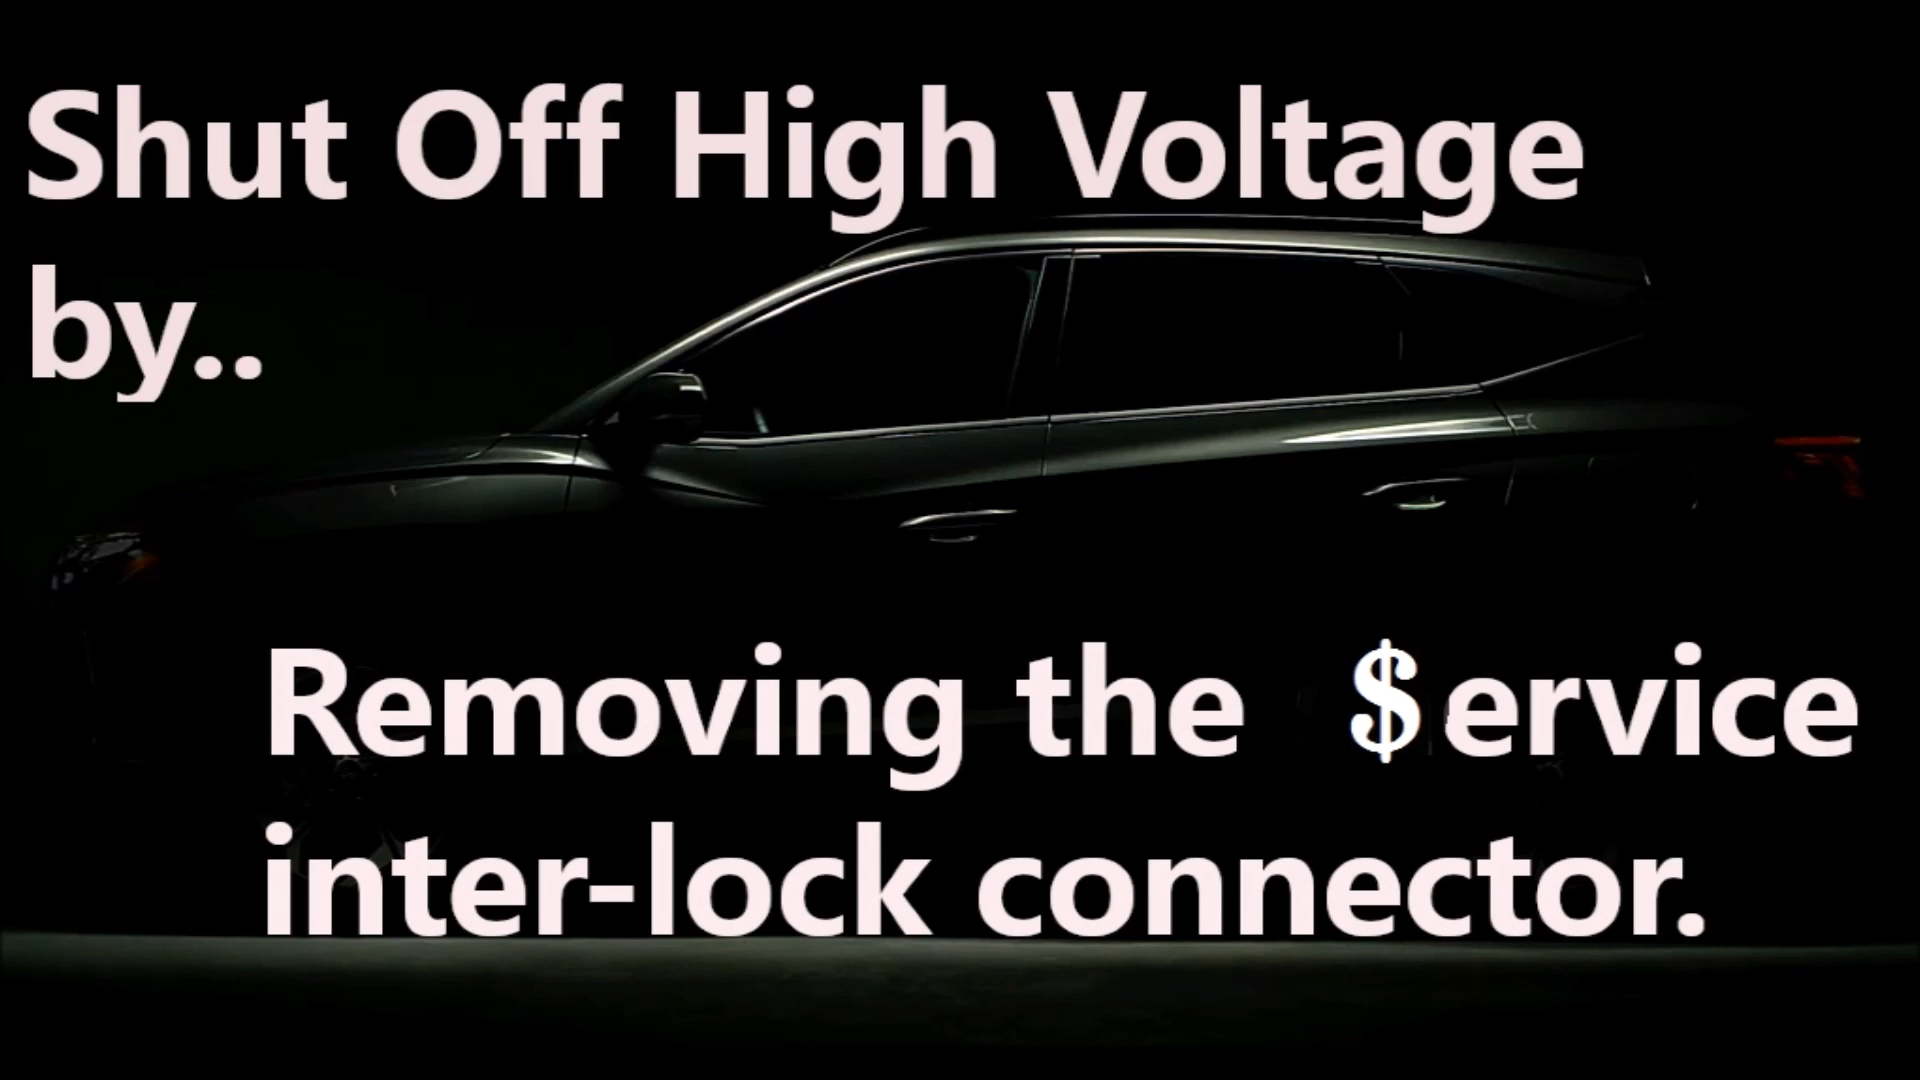 Shut Off High Voltage
by..
Removing the $ervice
inter-lock connector.